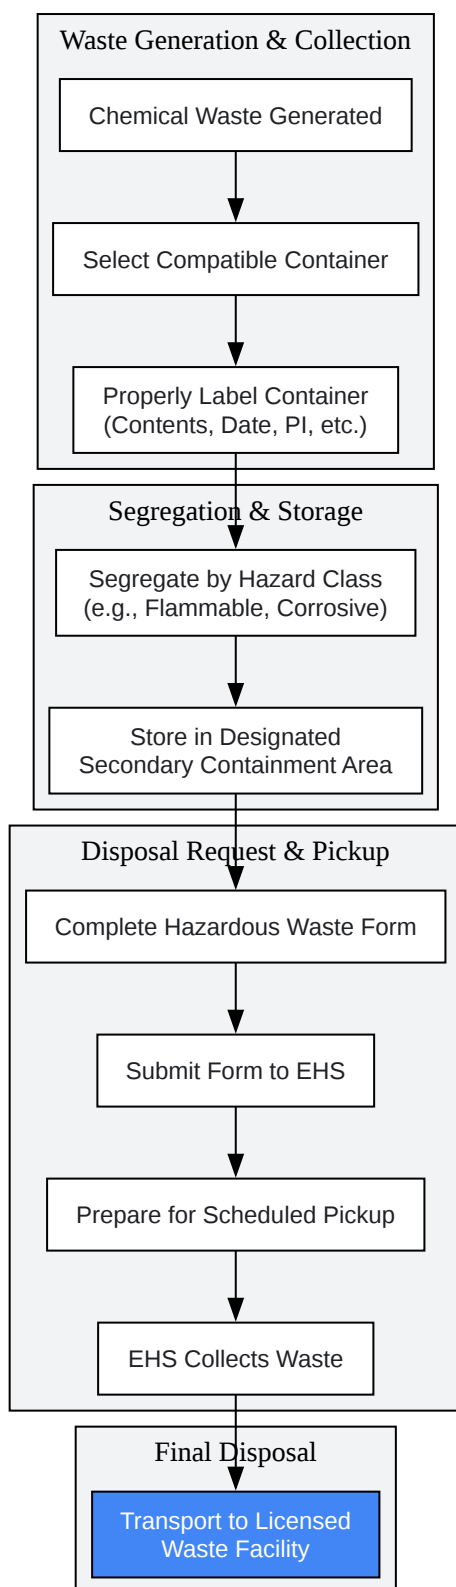 Waste Generation & Collection
Chemical Waste Generated
Select Compatible Container
Properly Label Container
(Contents, Date, PI, etc.)
Segregation & Storage
Segregate by Hazard Class
(e.g., Flammable, Corrosive)
Store in Designated
Secondary Containment Area
Disposal Request & Pickup
Complete Hazardous Waste Form
Submit Form to EHS
Prepare for Scheduled Pickup
EHS Collects Waste
Final Disposal
Transport to Licensed
Waste Facility